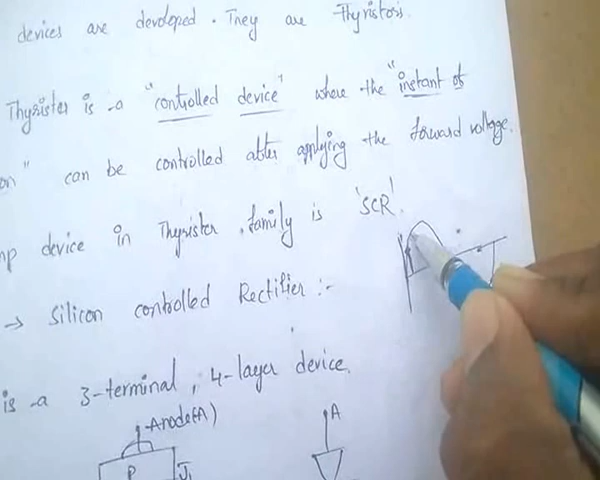 devices are developed. They are Thyristors.
Thyrister is a "controlled device" where the "instant of
on" can be controlled after applying the forward voltage.
mp device in Thyrister family is 'SCR'.
→ Silicon controlled Rectifier :-
is a 3-terminal, 4-layer device.
Anode(A)
A
P
J1